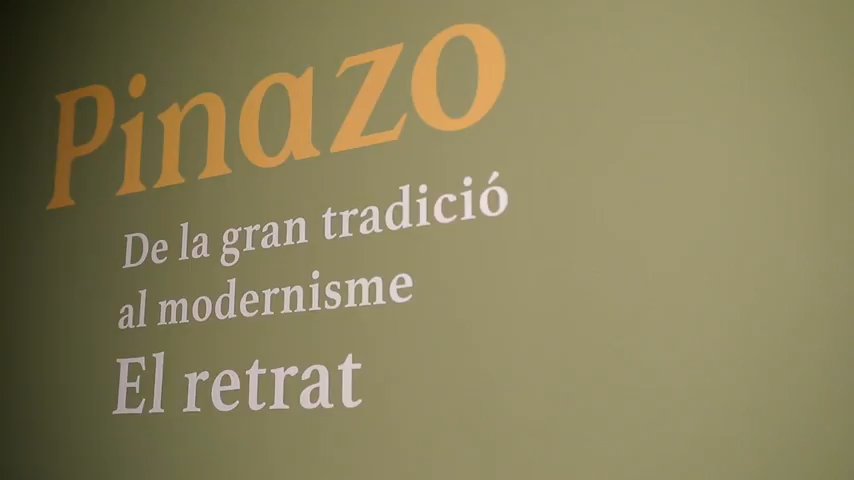 Pinazo
De la gran tradició
al modernisme
El retrat